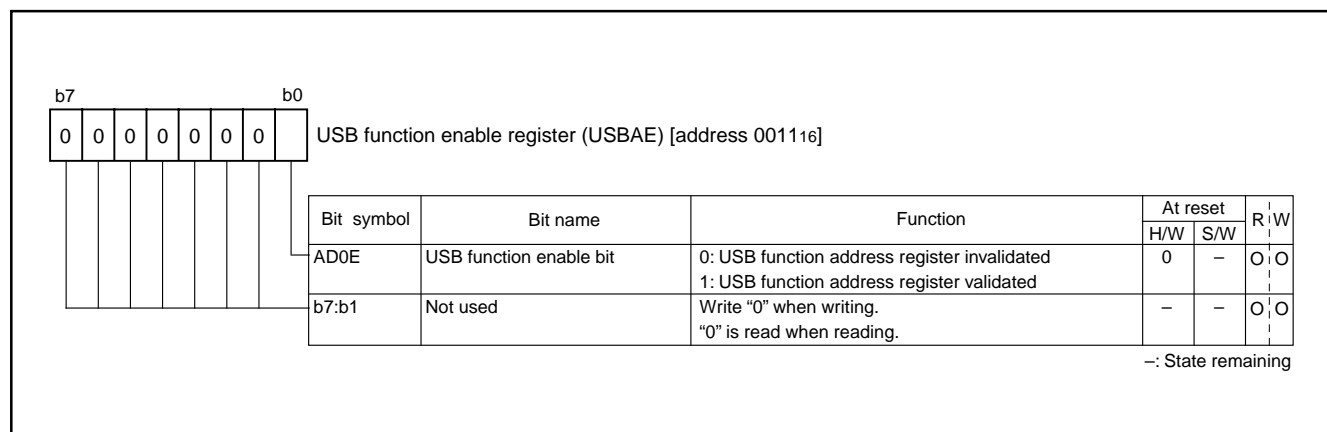 b7 b0
0 0 0 0 0 0 0 USB function enable register (USBAE) [address 001116]
Bit symbol Bit name Function At reset R W
H/W S/W
AD0E USB function enable bit 0: USB function address register invalidated 0 – O O
1: USB function address register validated
b7:b1 Not used Write “0” when writing. – – O O
“0” is read when reading.
–: State remaining